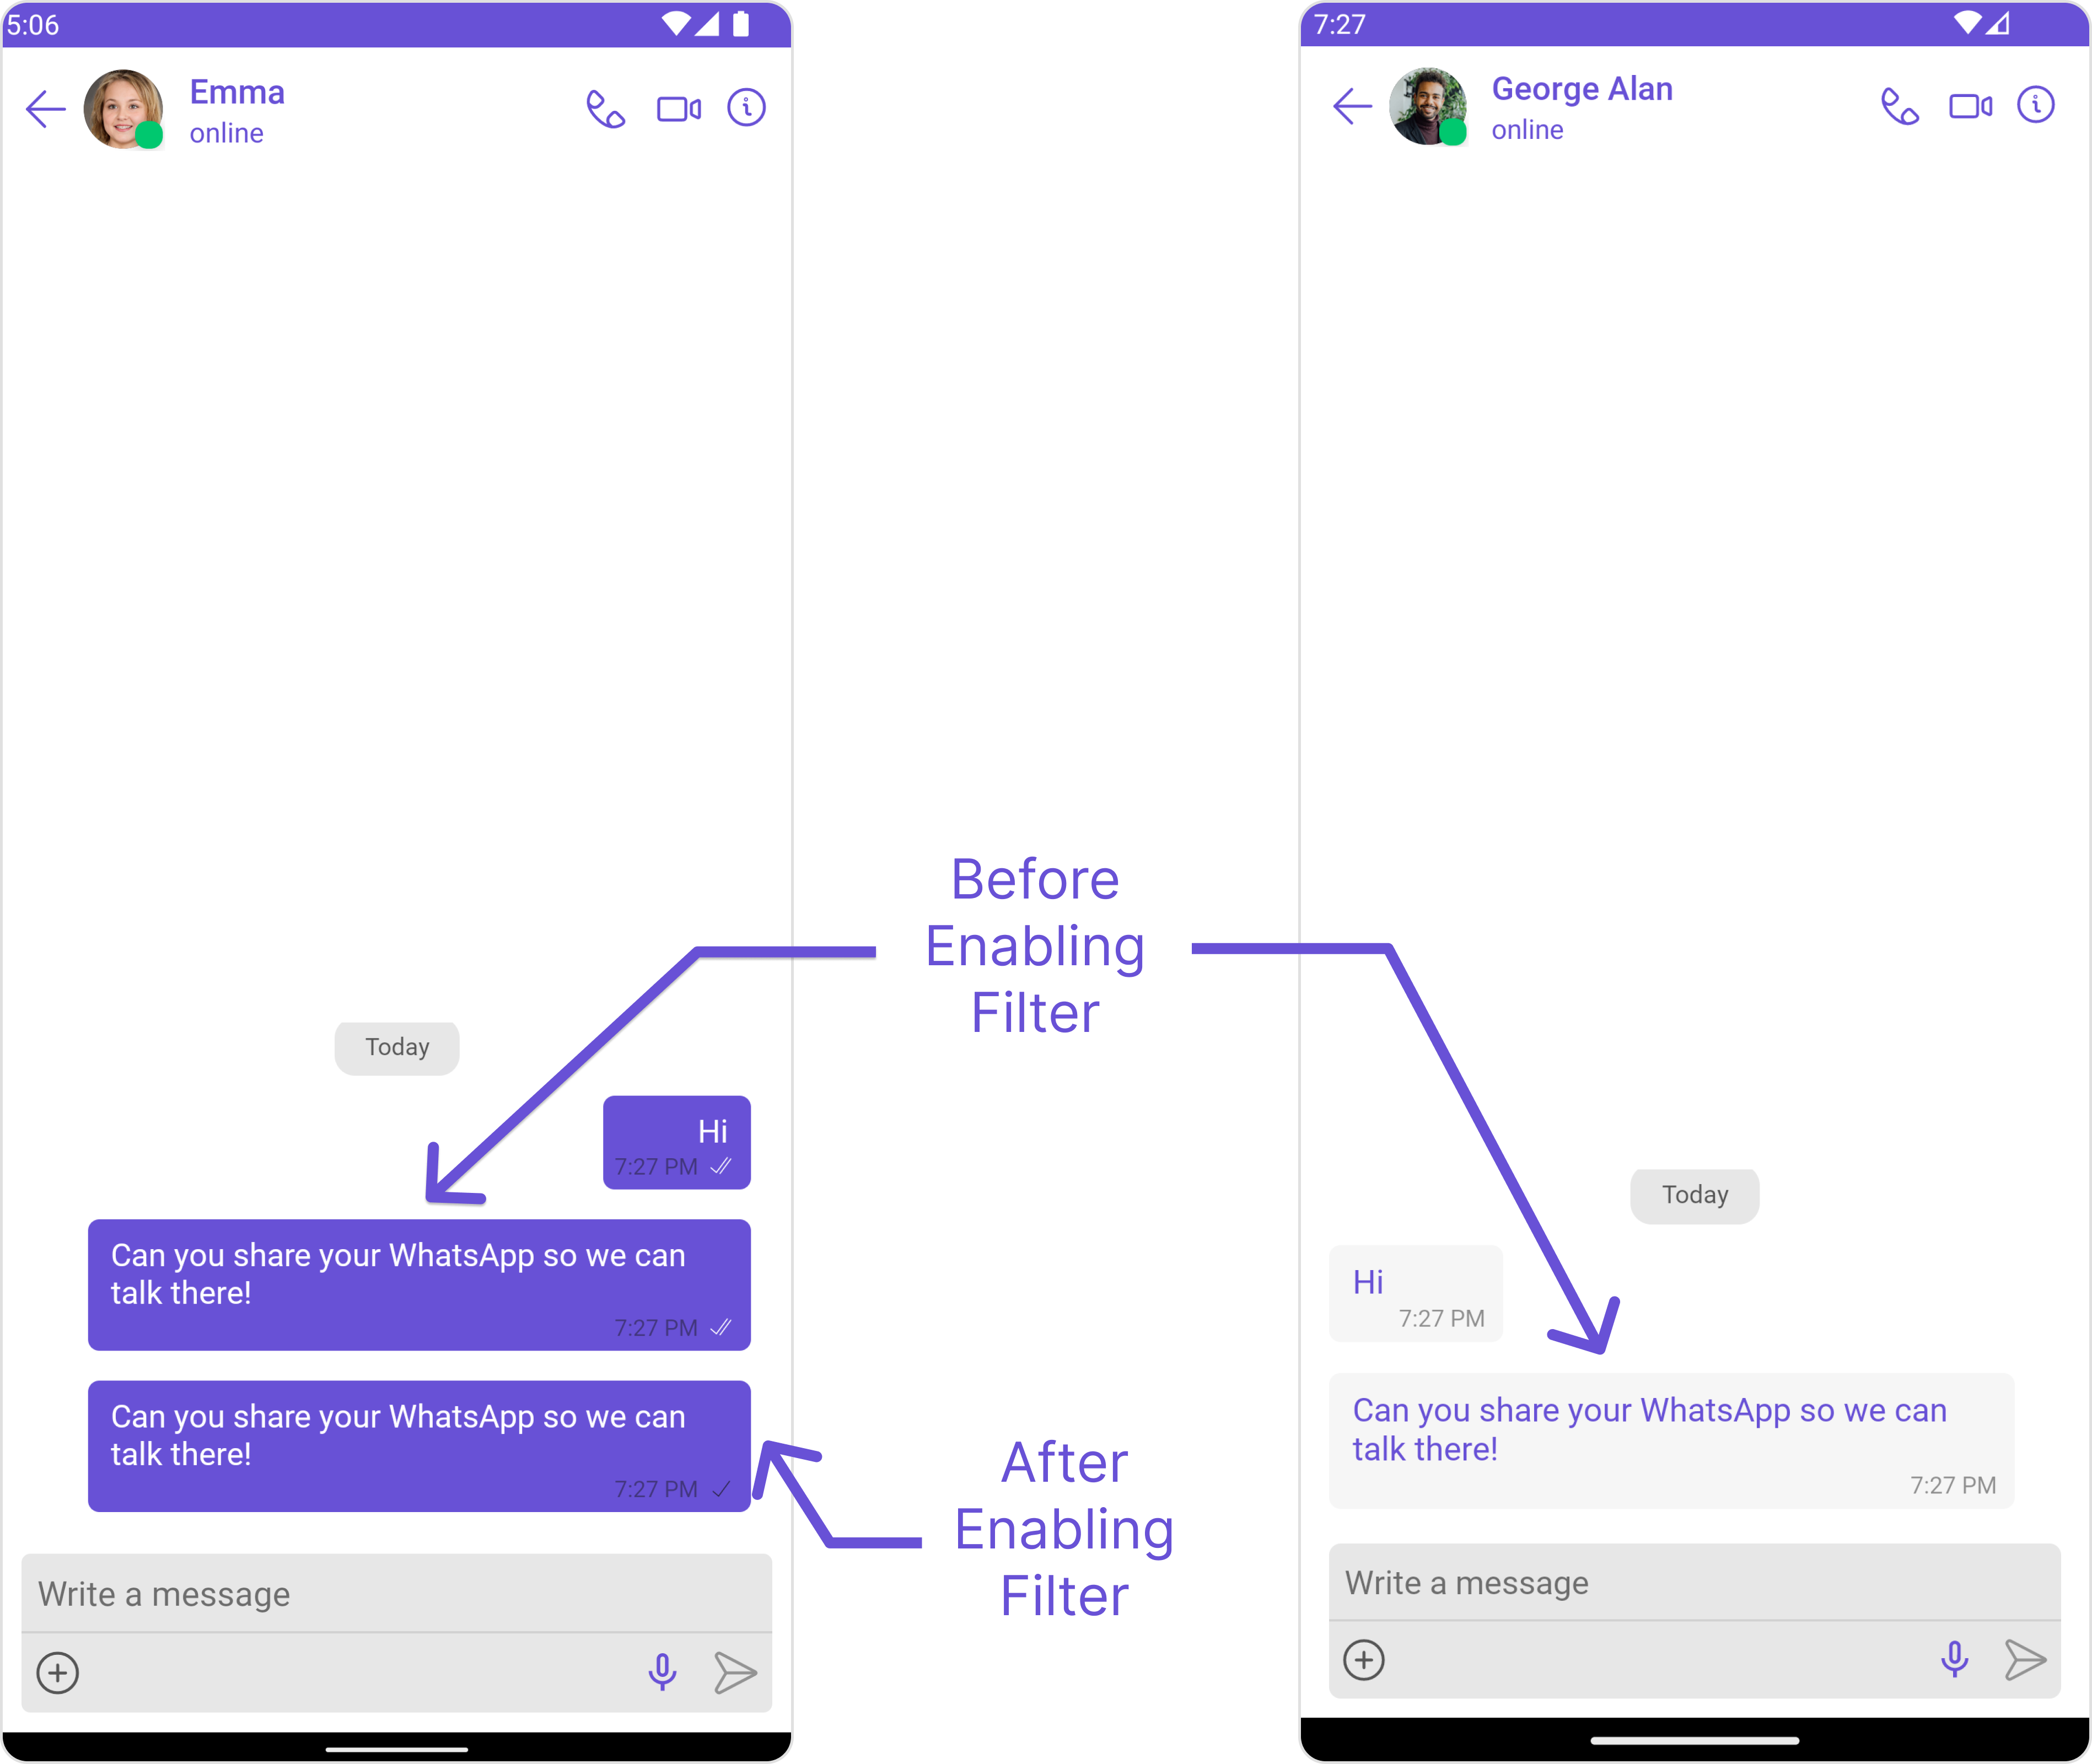 5:06
Emma
online
Today
Hi
7:27 PM
Can you share your WhatsApp so we can
talk there!
7:27 PM
Can you share your WhatsApp so we can
talk there!
7:27 PM
Write a message
Before
Enabling
Filter
After
Enabling
Filter
7:27
George Alan
online
Today
Hi
7:27 PM
Can you share your WhatsApp so we can
talk there!
7:27 PM
Write a message